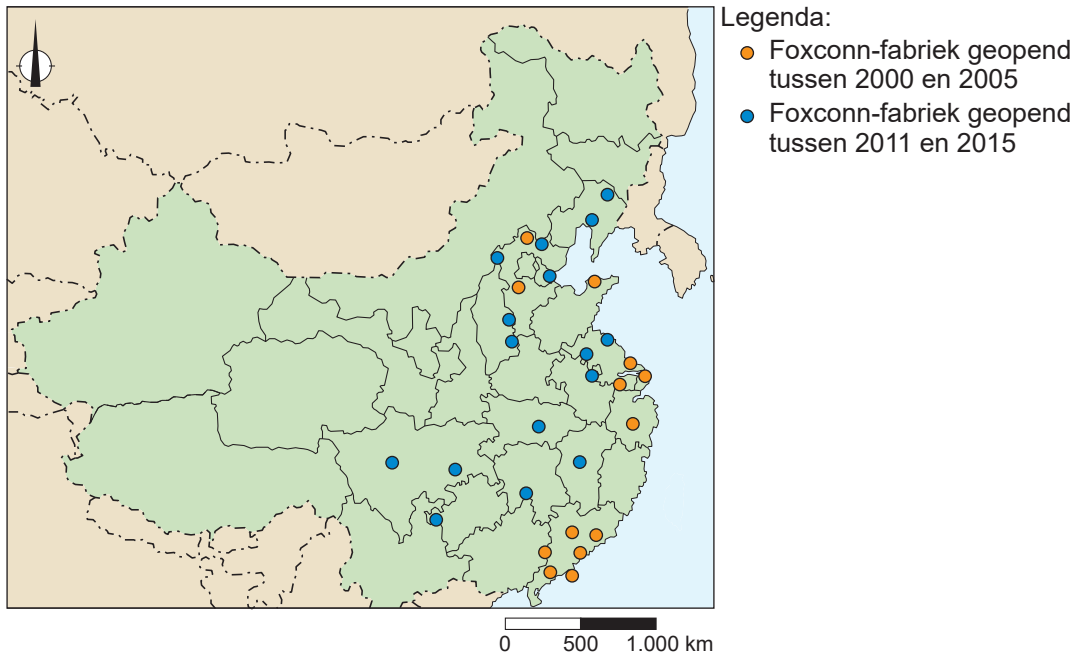 Legenda:
Foxconn-fabriek geopend
tussen 2000 en 2005
Foxconn-fabriek geopend
tussen 2011 en 2015
0 500 1.000 km